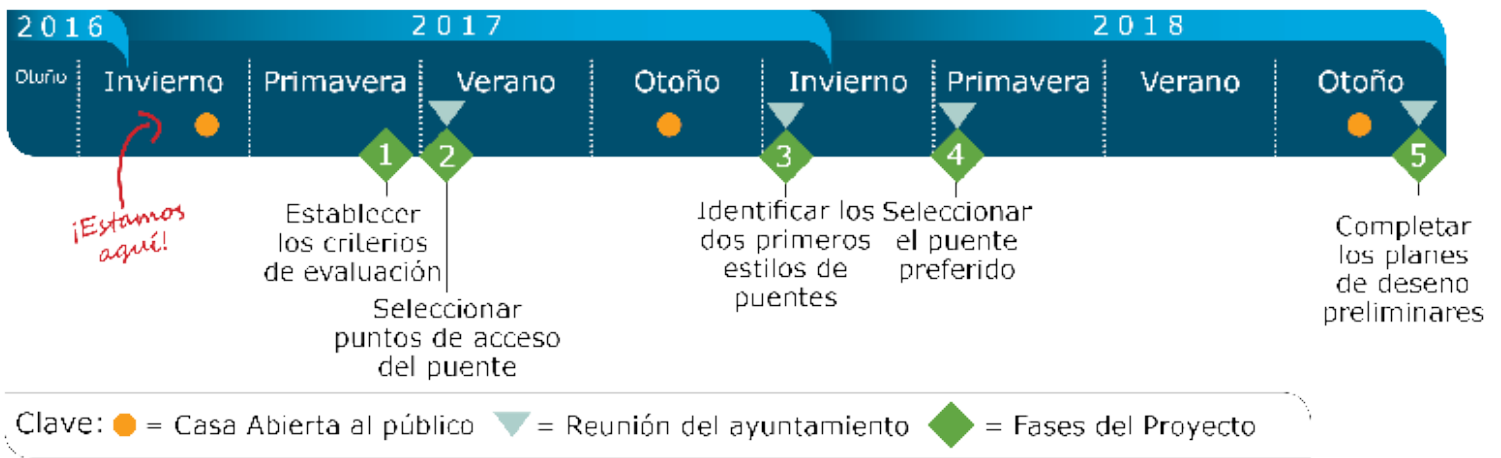 2016
2017
2018
Otoño
Invierno
Primavera
Verano
Otoño
Invierno
Primavera
Verano
Otoño
¡Estamos
aquí!
1
2
3
4
5
Establecer
los criterios
de evaluación
Seleccionar
puntos de acceso
del puente
Identificar los
dos primeros
estilos de
puentes
Seleccionar
el puente
preferido
Completar
los planes
de deseno
preliminares
Clave: = Casa Abierta al público = Reunión del ayuntamiento = Fases del Proyecto